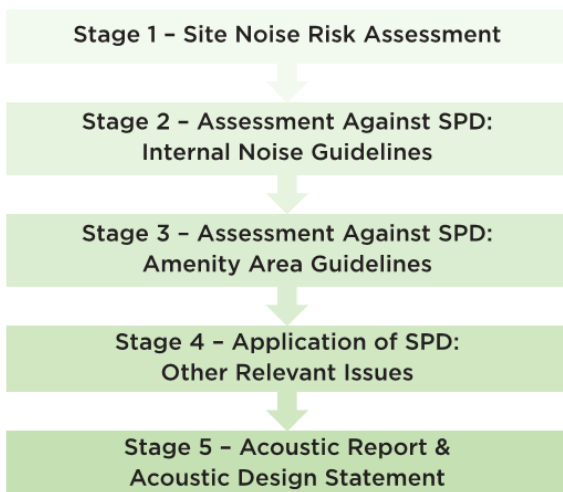 Stage 1 – Site Noise Risk Assessment
Stage 2 – Assessment Against SPD:
Internal Noise Guidelines
Stage 3 – Assessment Against SPD:
Amenity Area Guidelines
Stage 4 – Application of SPD:
Other Relevant Issues
Stage 5 – Acoustic Report &
Acoustic Design Statement